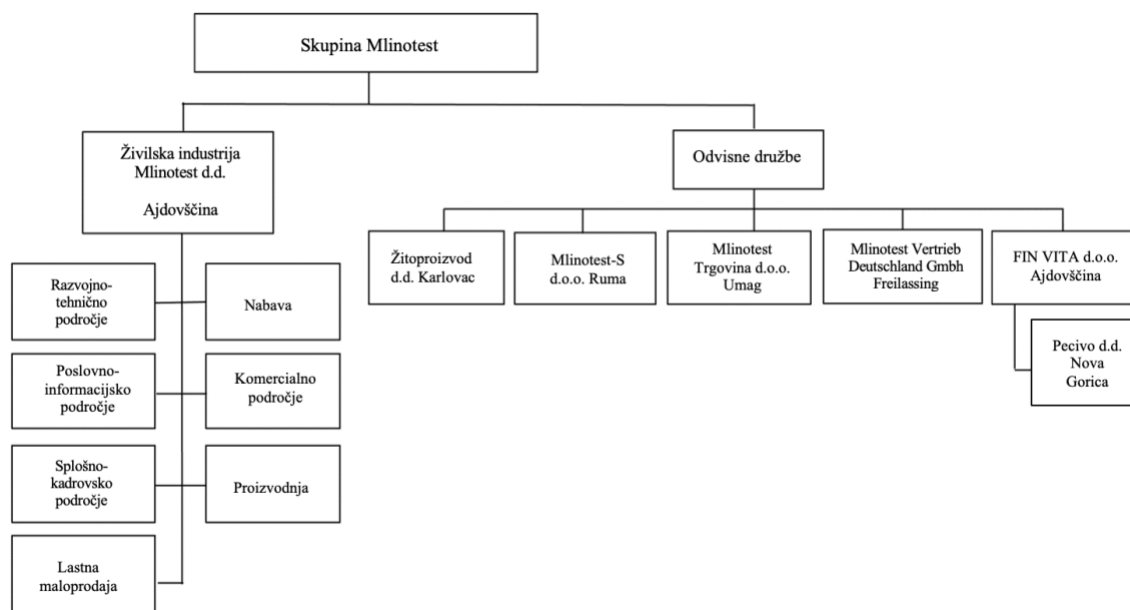 Skupina Mlinotest
Živilska industrija
Mlinotest d.d.
Ajdovščina
Odvisne družbe
Žitoproizvod
d.d. Karlovac
Mlinotest-S
d.o.o. Ruma
Mlinotest
Trgovina d.o.o.
Umag
Mlinotest Vertrieb
Deutschland Gmbh
Freilassing
FIN VITA d.o.o.
Ajdovščina
Pecivo d.d.
Nova
Gorica
Razvojno-
tehnično
področje
Nabava
Poslovno-
informacijsko
področje
Komercialno
področje
Splošno-
kadrovsko
področje
Proizvodnja
Lastna
maloprodaja